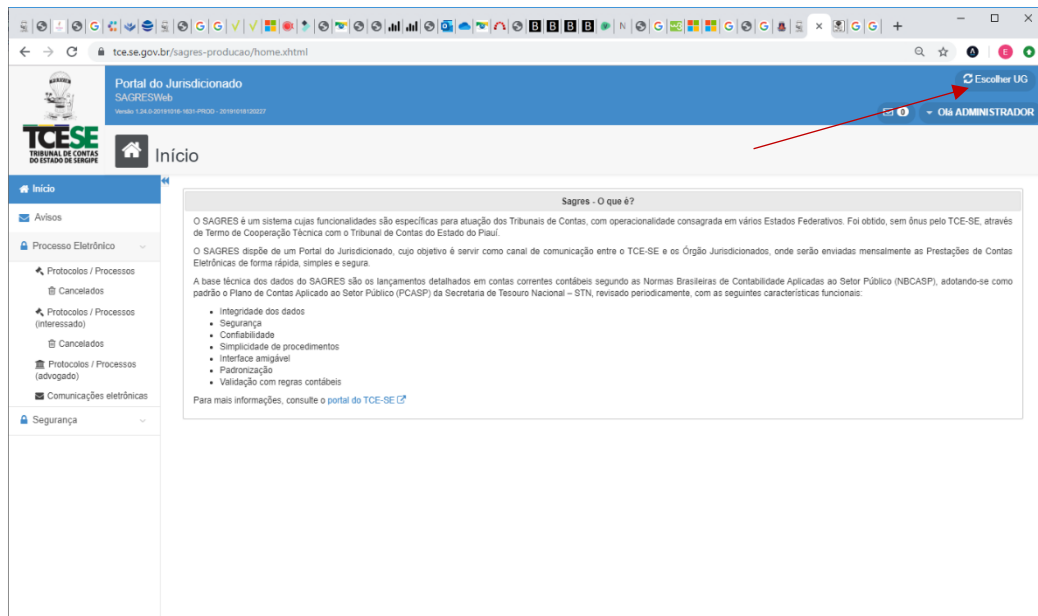 tce.se.gov.br/sagres-producao/home.xhtml
Portal do Jurisdicionado
SAGRESWeb
Versão: 1.24.0-20191016-1631-PROD - 20191018120227
Escolher UG
0
Olá ADMINISTRADOR
TCESE
TRIBUNAL DE CONTAS
DO ESTADO DE SERGIPE
Início
Início
Avisos
Processo Eletrônico
Protocolos / Processos
Cancelados
Protocolos / Processos
(interessado)
Cancelados
Protocolos / Processos
(advogado)
Comunicações eletrônicas
Segurança
Sagres - O que é?
O SAGRES é um sistema cujas funcionalidades são específicas para atuação dos Tribunais de Contas, com operacionalidade consagrada em vários Estados Federativos. Foi obtido, sem ônus pelo TCE-SE, através
de Termo de Cooperação Técnica com o Tribunal de Contas do Estado do Piauí.
O SAGRES dispõe de um Portal do Jurisdicionado, cujo objetivo é servir como canal de comunicação entre o TCE-SE e os Órgão Jurisdicionados, onde serão enviadas mensalmente as Prestações de Contas
Eletrônicas de forma rápida, simples e segura.
A base técnica dos dados do SAGRES são os lançamentos detalhados em contas correntes contábeis segundo as Normas Brasileiras de Contabilidade Aplicadas ao Setor Público (NBCASP), adotando-se como
padrão o Plano de Contas Aplicado ao Setor Público (PCASP) da Secretaria de Tesouro Nacional – STN, revisado periodicamente, com as seguintes características funcionais:
Integridade dos dados
Segurança
Confiabilidade
Simplicidade de procedimentos
Interface amigável
Padronização
Validação com regras contábeis
Para mais informações, consulte o portal do TCE-SE